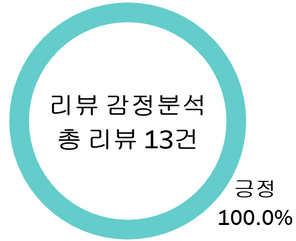 리뷰 감정분석
총 리뷰 13건
긍정
100.0%